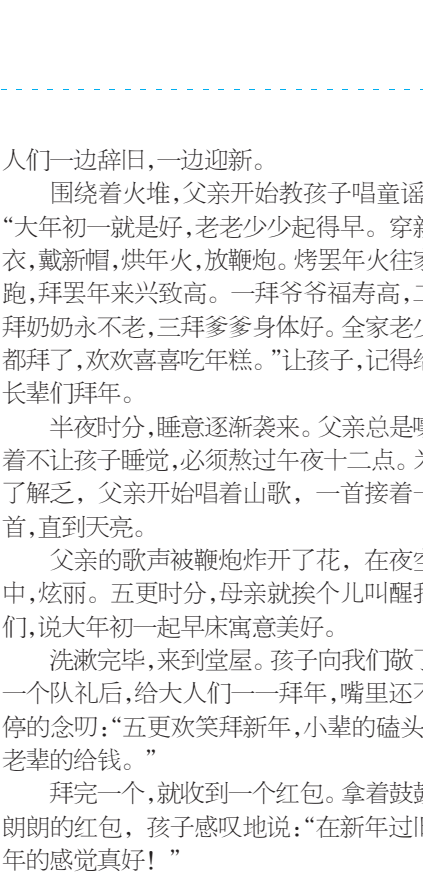 人们一边辞旧,一边迎新。
围绕着火堆,父亲开始教孩子唱童谣
“大年初一就是好,老老少少起得早。穿新
衣,戴新帽,烘年火,放鞭炮。烤罢年火往家
跑,拜罢年来兴致高。一拜爷爷福寿高,二
拜奶奶永不老,三拜爹爹身体好。全家老少
都拜了,欢欢喜喜吃年糕。”让孩子,记得给
长辈们拜年。
半夜时分,睡意逐渐袭来。父亲总是嚷
着不让孩子睡觉,必须熬过午夜十二点。为
了解乏，父亲开始唱着山歌，一首接着一
首,直到天亮。
父亲的歌声被鞭炮炸开了花，在夜空
中,炫丽。五更时分,母亲就挨个儿叫醒我
们,说大年初一起早床寓意美好。
洗漱完毕,来到堂屋。孩子向我们敬了
一个队礼后,给大人们一一拜年,嘴里还不
停的念叨:“五更欢笑拜新年,小辈的磕头
老辈的给钱。”
拜完一个,就收到一个红包。拿着鼓鼓
朗朗的红包，孩子感叹地说:“在新年过旧
年的感觉真好！”